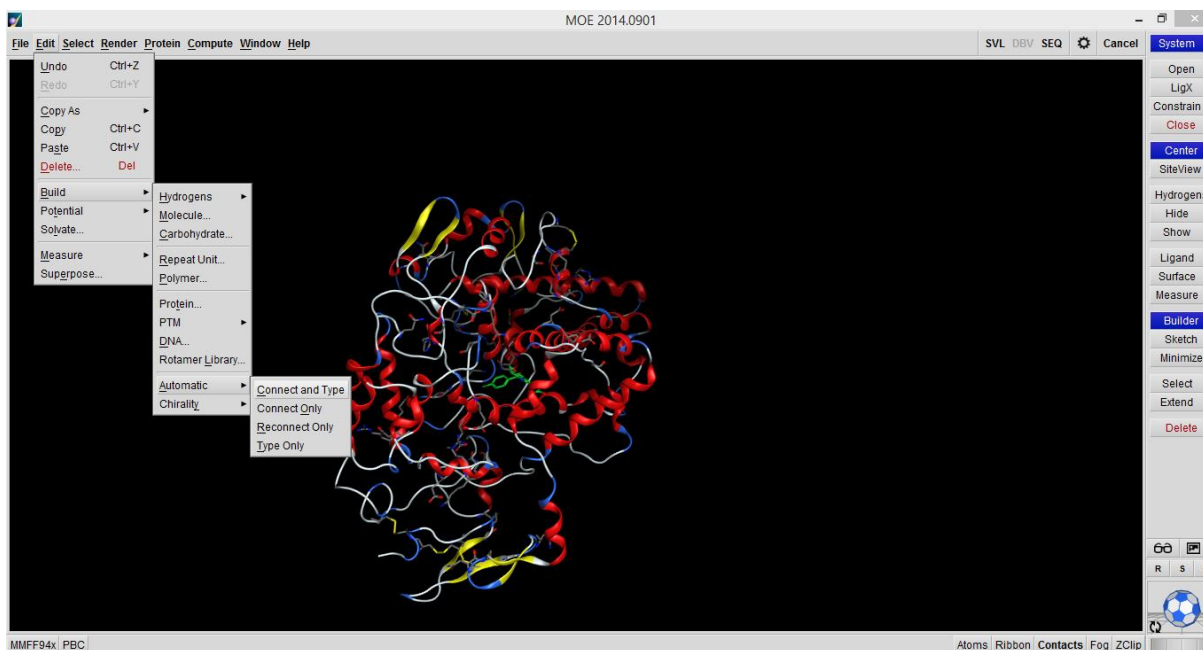 MOE 2014.0901
File Edit Select Render Protein Compute Window Help
SVL DBV SEQ Cancel System
Undo Ctrl+Z
Redo Ctrl+Y
Copy As
Copy Ctrl+C
Paste Ctrl+V
Delete... Del
Build
Potential
Solvate...
Measure
Superpose...
Hydrogens
Molecule...
Carbohydrate...
Repeat Unit...
Polymer...
Protein...
PTM
DNA...
Rotamer Library...
Automatic
Chirality
Connect and Type
Connect Only
Reconnect Only
Type Only
Open
LigX
Constrain
Close
Center
SiteView
Hydrogen
Hide
Show
Ligand
Surface
Measure
Builder
Sketch
Minimize
Select
Extend
Delete
R S
MMFF94x PBC
Atoms Ribbon Contacts Fog ZClip